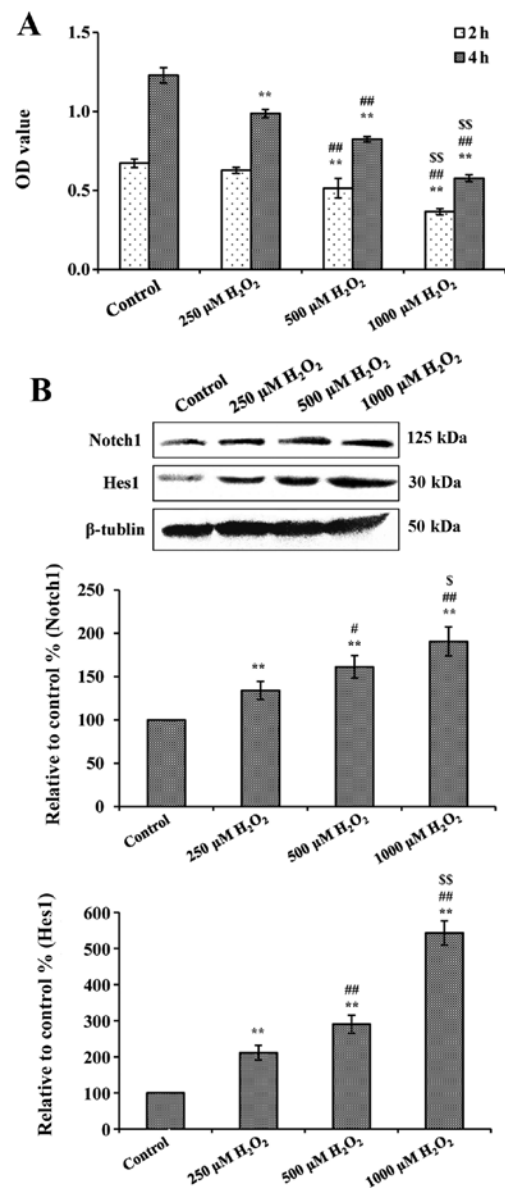 A
2 h
4 h
OD value
1.5
1.0
0.5
0.0
**
##
**
##
**
$$
##
**
$$
##
**
Control
250 μM H₂O₂
500 μM H₂O₂
1000 μM H₂O₂
B
Control
250 μM H₂O₂
500 μM H₂O₂
1000 μM H₂O₂
Notch1
125 kDa
Hes1
30 kDa
β-tublin
50 kDa
Relative to control % (Notch1)
250
200
150
100
50
00
**
#
**
$
##
**
Control
250 μM H₂O₂
500 μM H₂O₂
1000 μM H₂O₂
Relative to control % (Hes1)
600
500
400
300
200
100
00
**
##
**
$$
##
**
Control
250 μM H₂O₂
500 μM H₂O₂
1000 μM H₂O₂